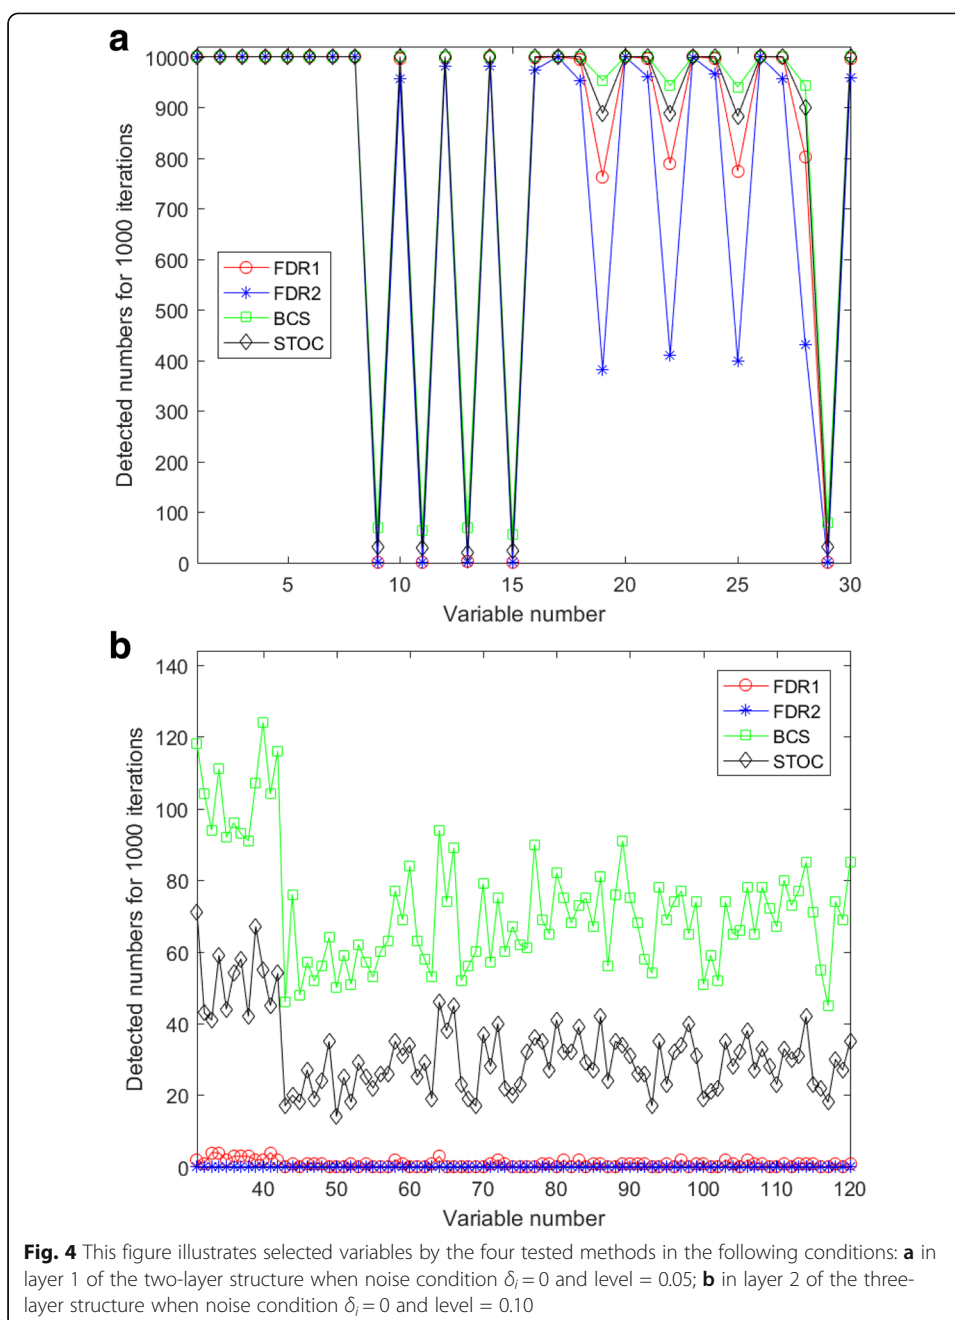 a
1000
900
800
700
600
500
400
300
200
100
0
Detected numbers for 1000 iterations
FDR1
FDR2
BCS
STOC
5 10 15 20 25 30
Variable number
b
140
120
100
80
60
40
20
0
Detected numbers for 1000 iterations
FDR1
FDR2
BCS
STOC
40 50 60 70 80 90 100 110 120
Variable number
Fig. 4 This figure illustrates selected variables by the four tested methods in the following conditions: a in
layer 1 of the two-layer structure when noise condition δi = 0 and level = 0.05; b in layer 2 of the three-
layer structure when noise condition δi = 0 and level = 0.10